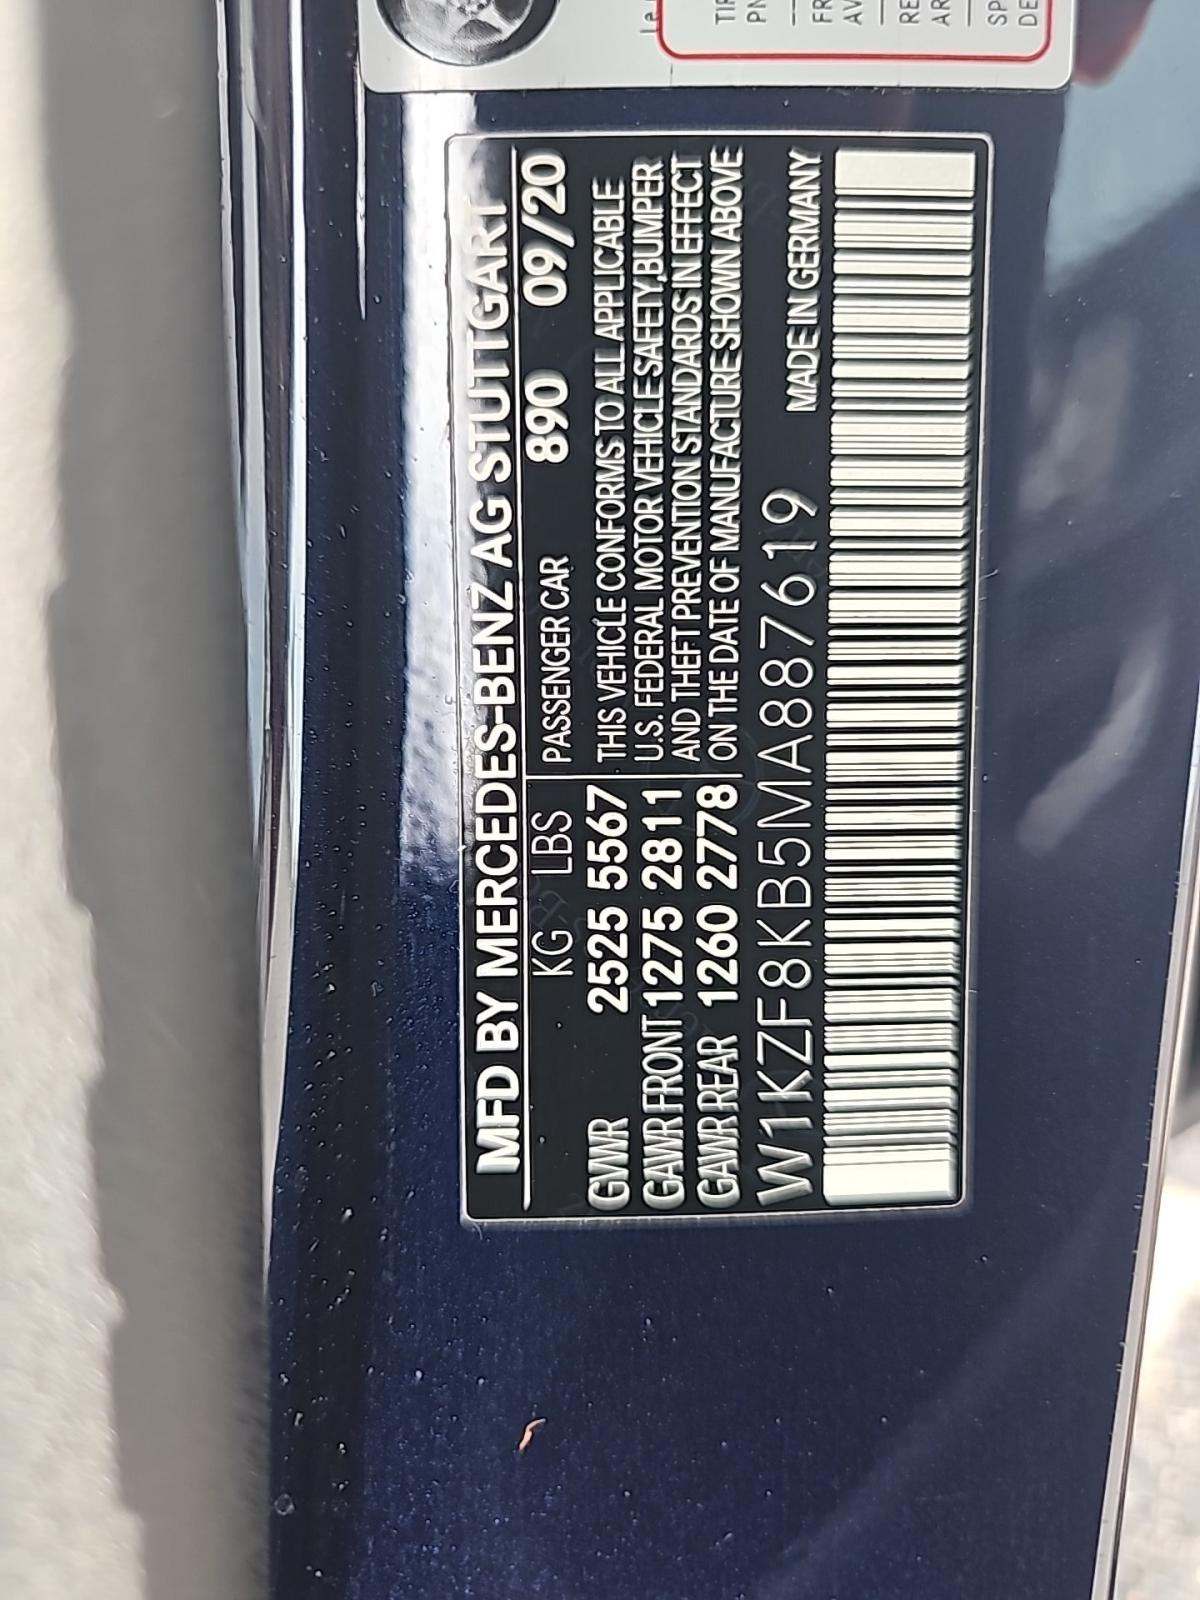 MFD BY MERCEDES-BENZ AG STUTTGART
KG LBS PASSENGER CAR 890 09/20
GVWR 2525 5567
GAWR FRONT 1275 2811
GAWR REAR 1260 2778
THIS VEHICLE CONFORMS TO ALL APPLICABLE
U.S. FEDERAL MOTOR VEHICLE SAFETY, BUMPER
AND THEFT PREVENTION STANDARDS IN EFFECT
ON THE DATE OF MANUFACTURE SHOWN ABOVE
W1KZF8KB5MA887619 MADE IN GERMANY